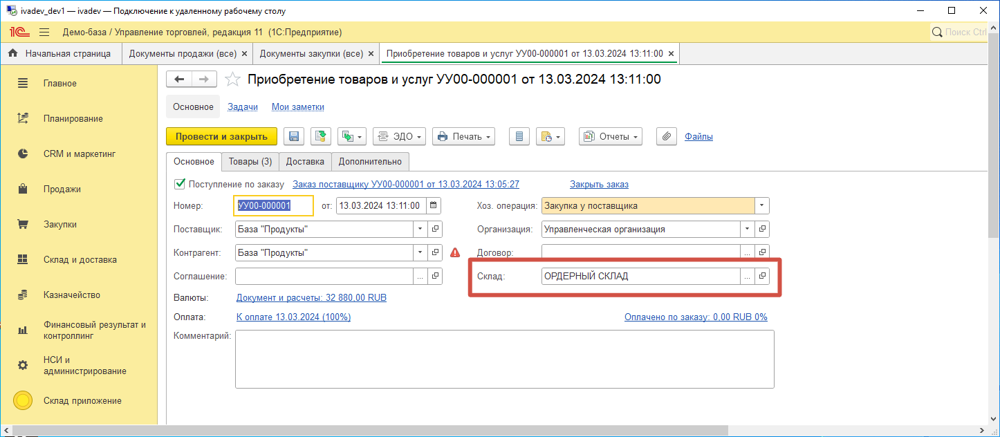 ivadev_dev1 — ivadev — Подключение к удаленному рабочему столу
1С Демо-база / Управление торговлей, редакция 11 (1С:Предприятие) Поиск Ctrl
Начальная страница Документы продажи (все) × Документы закупки (все) × Приобретение товаров и услуг УУ00-000001 от 13.03.2024 13:11:00 ×
Главное
Планирование
CRM и маркетинг
Продажи
Закупки
Склад и доставка
Казначейство
Финансовый результат и
контроллинг
НСИ и
администрирование
Склад приложение
Приобретение товаров и услуг УУ00-000001 от 13.03.2024 13:11:00
Основное Задачи Мои заметки
Провести и закрыть ЭДО Печать Отчеты Файлы
Основное Товары (3) Доставка Дополнительно
Поступление по заказу Заказ поставщику УУ00-000001 от 13.03.2024 13:05:27 Закрыть заказ
Номер: УУ00-000001 от: 13.03.2024 13:11:00 Хоз. операция: Закупка у поставщика
Поставщик: База "Продукты" Организация: Управленческая организация
Контрагент: База "Продукты" Договор: ...
Соглашение: ... Склад: ОРДЕРНЫЙ СКЛАД ...
Валюты: Документ и расчеты: 32 880,00 RUB
Оплата: К оплате 13.03.2024 (100%) Оплачено по заказу: 0,00 RUB 0%
Комментарий: